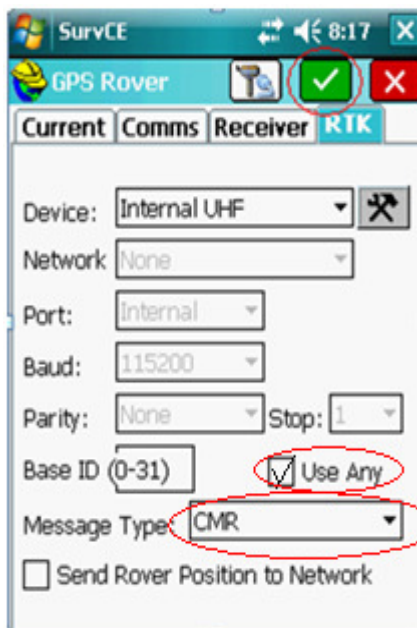 SurvCE 8:17
GPS Rover
Current Comms Receiver RTK
Device: Internal UHF
Network None
Port: Internal
Baud: 115200
Parity: None Stop: 1
Base ID (0-31) Use Any
Message Type: CMR
Send Rover Position to Network